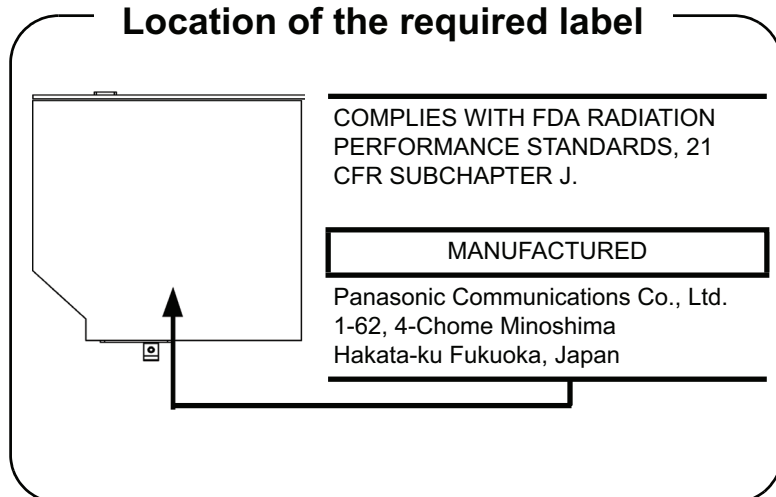 Location of the required label
COMPLIES WITH FDA RADIATION
PERFORMANCE STANDARDS, 21
CFR SUBCHAPTER J.
MANUFACTURED
Panasonic Communications Co., Ltd.
1-62, 4-Chome Minoshima
Hakata-ku Fukuoka, Japan